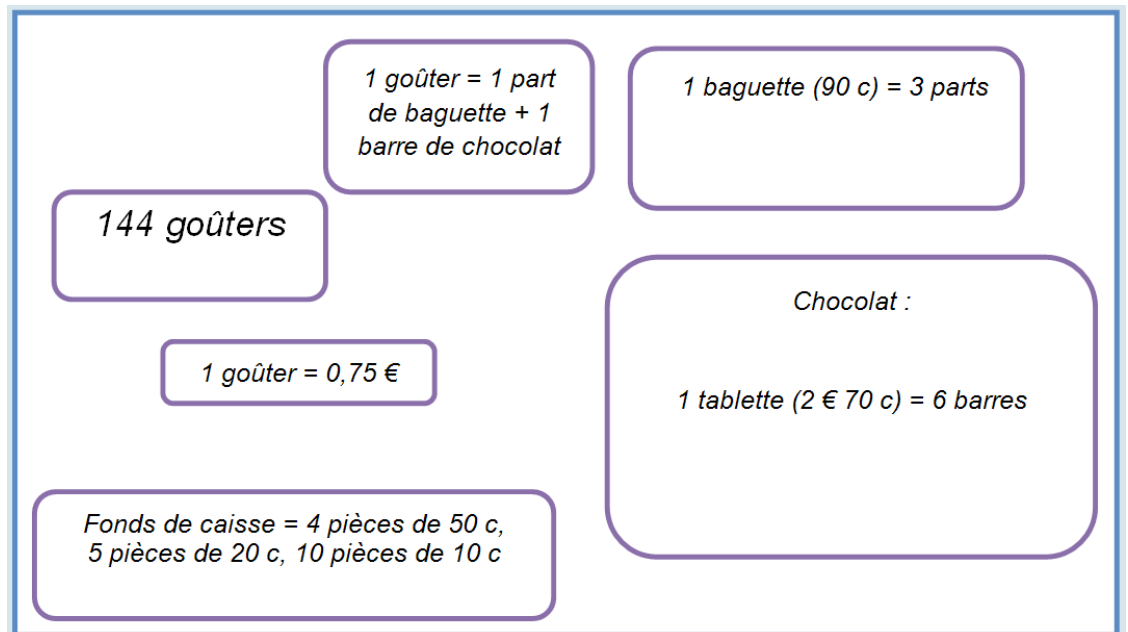 1 goûter = 1 part
de baguette + 1
barre de chocolat
1 baguette (90 c) = 3 parts
144 goûters
Chocolat :
1 tablette (2 € 70 c) = 6 barres
1 goûter = 0,75 €
Fonds de caisse = 4 pièces de 50 c,
5 pièces de 20 c, 10 pièces de 10 c